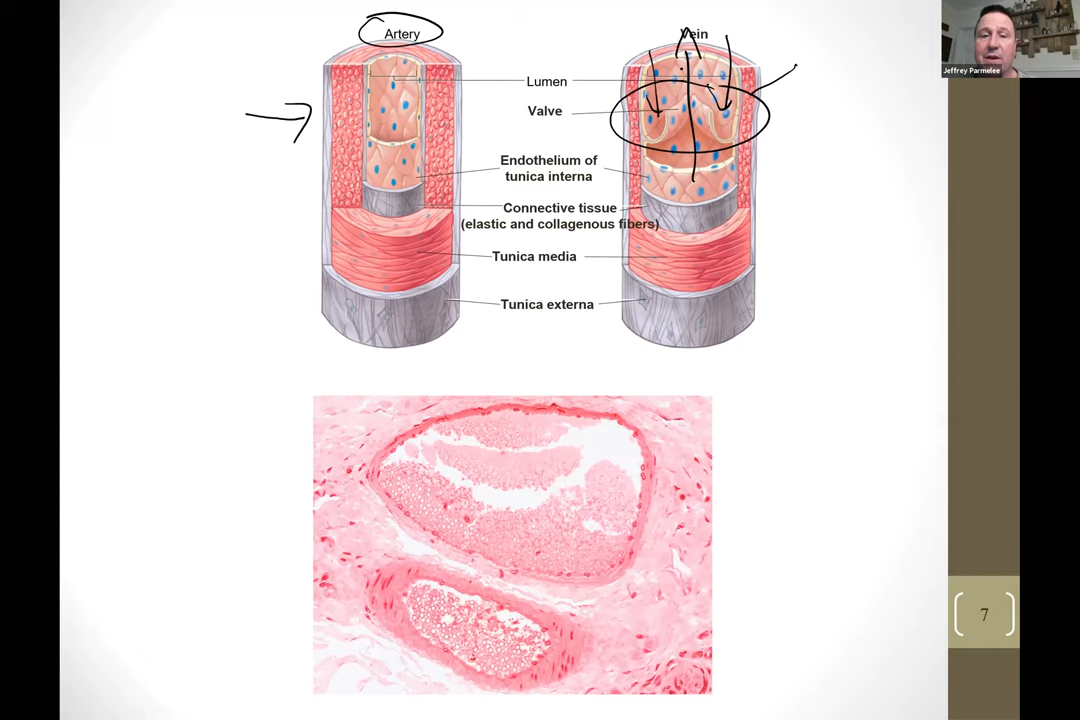 Artery
Vein
Jeffrey Parmelee
Lumen
Valve
Endothelium of
tunica interna
Connective tissue
(elastic and collagenous fibers)
Tunica media
Tunica externa
7